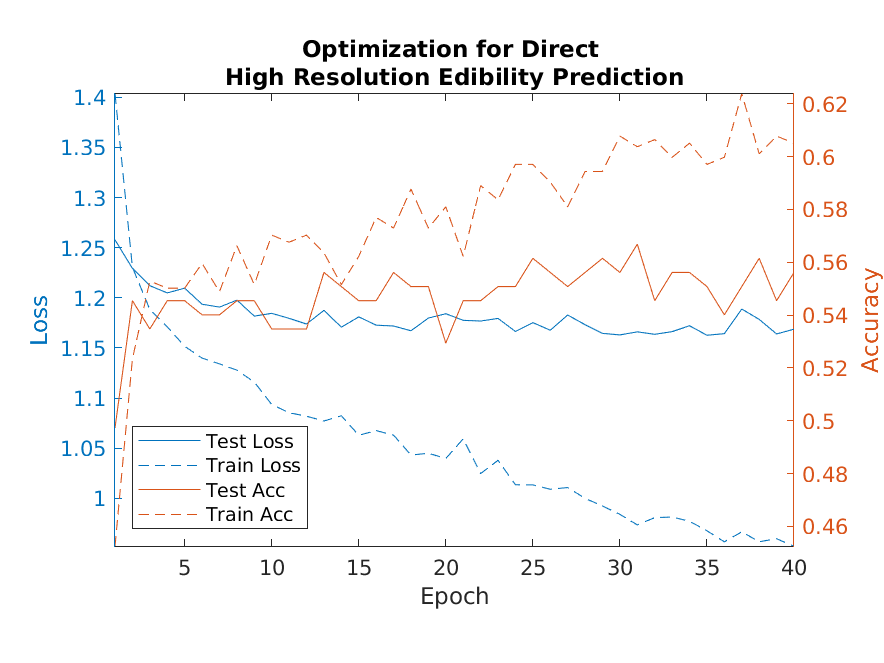 Optimization for Direct
High Resolution Edibility Prediction
1.4
1.35
1.3
1.25
1.2
1.15
1.1
1.05
1
Loss
0.62
0.6
0.58
0.56
0.54
0.52
0.5
0.48
0.46
Accuracy
Test Loss
Train Loss
Test Acc
Train Acc
5 10 15 20 25 30 35 40
Epoch